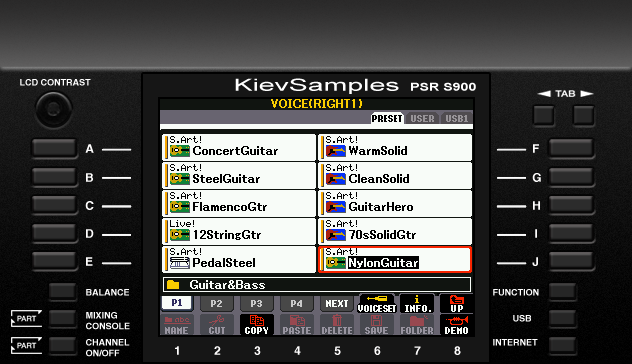 LCD CONTRAST
KievSamples PSR S900
◄ TAB ►
VOICE(RIGHT1)
PRESET USER USB1
A
B
C
D
E
S.Art!
ConcertGuitar
S.Art!
SteelGuitar
S.Art!
FlamencoGtr
Live!
12StringGtr
S.Art!
PedalSteel
S.Art!
WarmSolid
S.Art!
CleanSolid
S.Art!
GuitarHero
S.Art!
70sSolidGtr
S.Art!
NylonGuitar
F
G
H
I
J
Guitar&Bass
P1 P2 P3 P4 NEXT VOICESET INFO. UP
NAME CUT COPY PASTE DELETE SAVE FOLDER DEMO
1 2 3 4 5 6 7 8
BALANCE
PART
MIXING
CONSOLE
PART
CHANNEL
ON/OFF
FUNCTION
USB
INTERNET